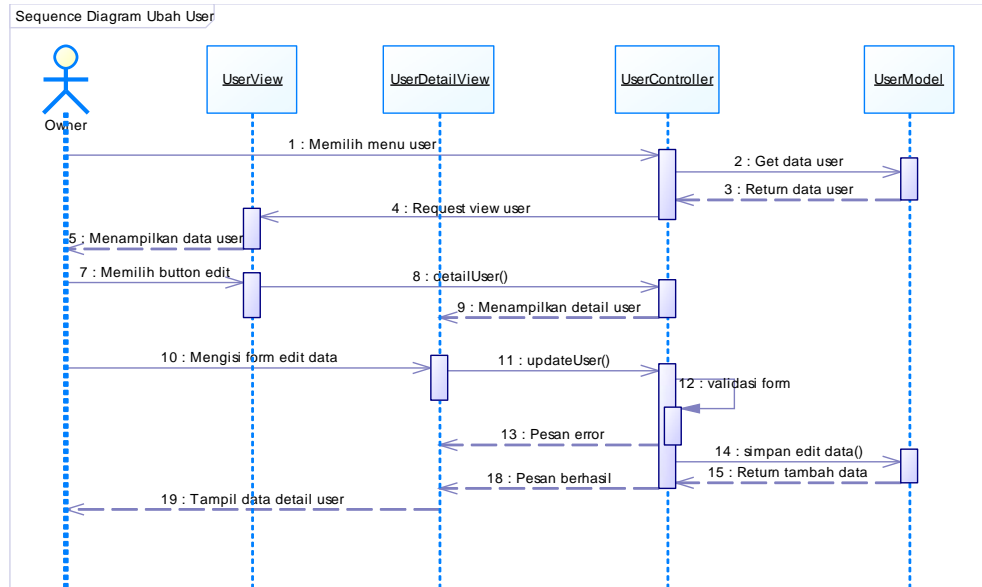 Sequence Diagram Ubah User
UserView
UserDetailView
UserController
UserModel
Owner
1 : Memilih menu user
2 : Get data user
3 : Return data user
4 : Request view user
5 : Menampilkan data user
7 : Memilih button edit
8 : detailUser()
9 : Menampilkan detail user
10 : Mengisi form edit data
11 : updateUser()
12 : validasi form
13 : Pesan error
14 : simpan edit data()
15 : Return tambah data
18 : Pesan berhasil
19 : Tampil data detail user